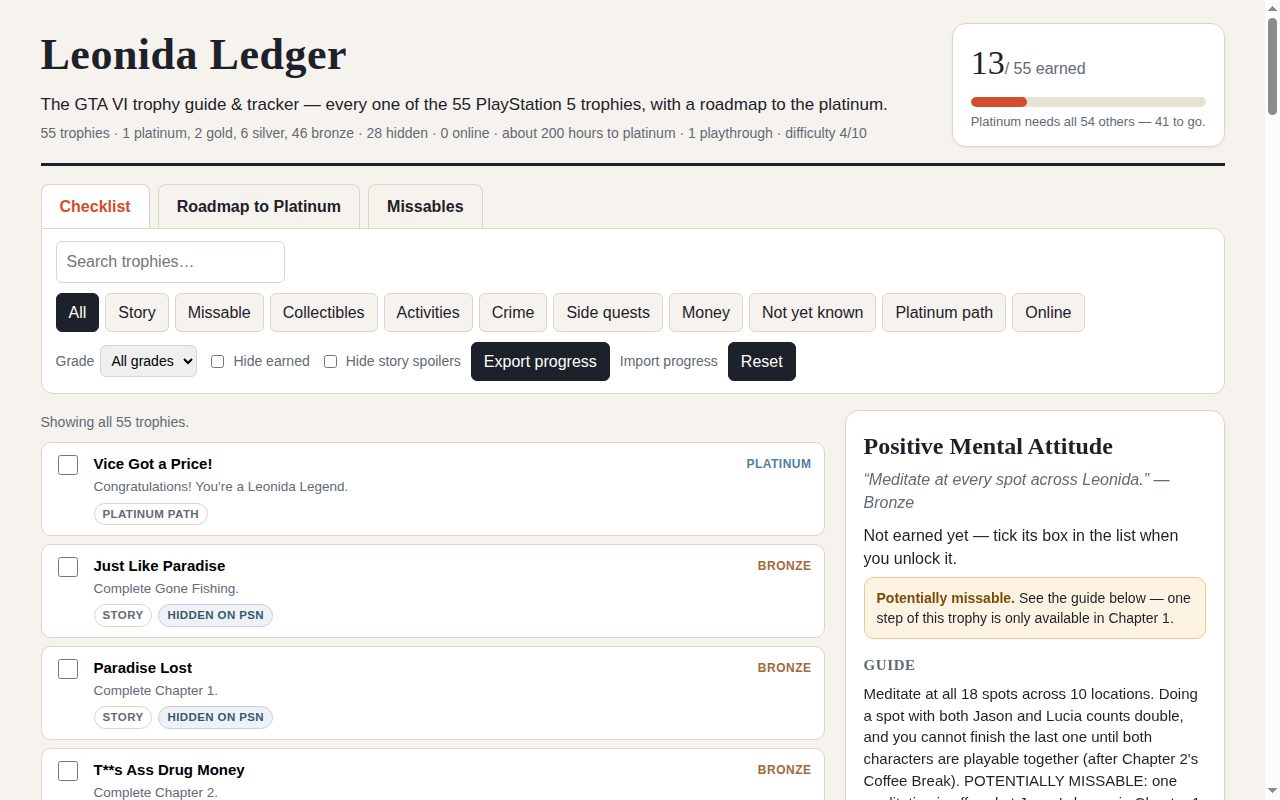 Leonida Ledger
The GTA VI trophy guide & tracker — every one of the 55 PlayStation 5 trophies, with a roadmap to the platinum.
55 trophies · 1 platinum, 2 gold, 6 silver, 46 bronze · 28 hidden · 0 online · about 200 hours to platinum · 1 playthrough · difficulty 4/10
13 / 55 earned
Platinum needs all 54 others — 41 to go.
Checklist
Roadmap to Platinum
Missables
Search trophies…
All
Story
Missable
Collectibles
Activities
Crime
Side quests
Money
Not yet known
Platinum path
Online
Grade
All grades
Hide earned
Hide story spoilers
Export progress
Import progress
Reset
Showing all 55 trophies.
Vice Got a Price!
PLATINUM
Congratulations! You're a Leonida Legend.
PLATINUM PATH
Just Like Paradise
BRONZE
Complete Gone Fishing.
STORY
HIDDEN ON PSN
Paradise Lost
BRONZE
Complete Chapter 1.
STORY
HIDDEN ON PSN
T**s Ass Drug Money
BRONZE
Complete Chapter 2.
Positive Mental Attitude
“Meditate at every spot across Leonida.” —
Bronze
Not earned yet — tick its box in the list when
you unlock it.
Potentially missable. See the guide below — one
step of this trophy is only available in Chapter 1.
GUIDE
Meditate at all 18 spots across 10 locations. Doing
a spot with both Jason and Lucia counts double,
and you cannot finish the last one until both
characters are playable together (after Chapter 2's
Coffee Break). POTENTIALLY MISSABLE: one